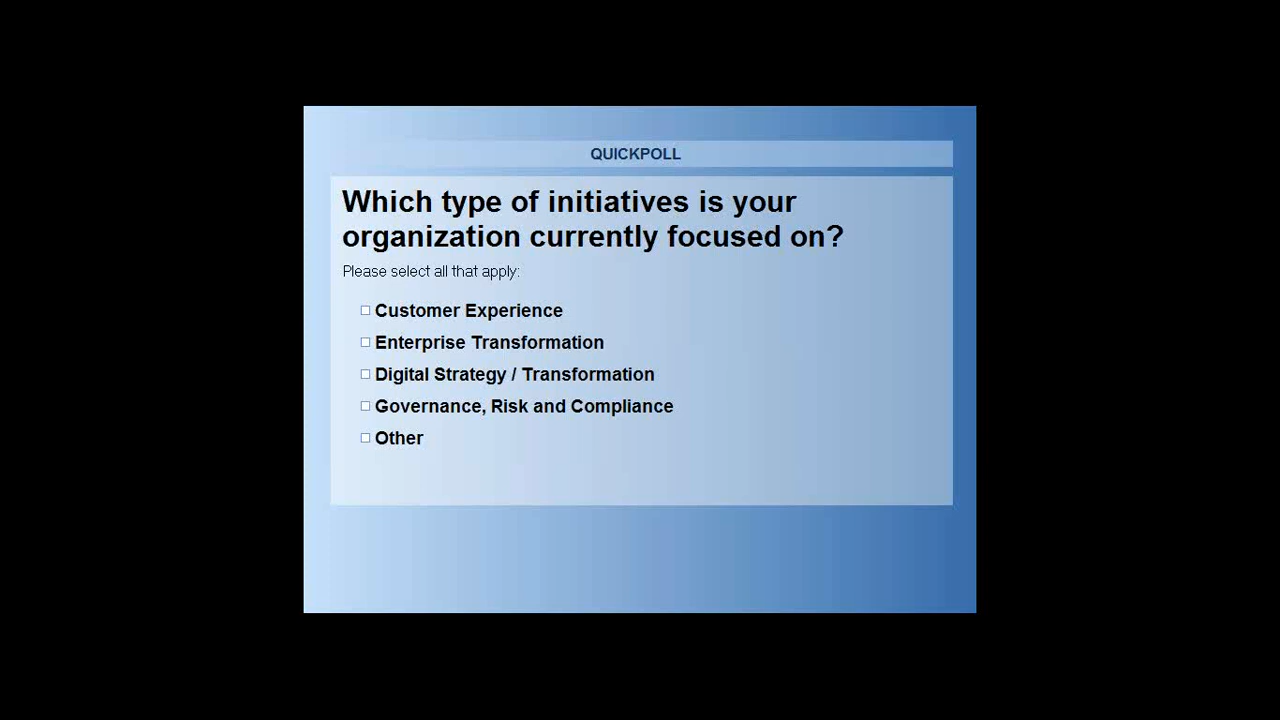 QUICKPOLL
Which type of initiatives is your
organization currently focused on?
Please select all that apply:
Customer Experience
Enterprise Transformation
Digital Strategy / Transformation
Governance, Risk and Compliance
Other